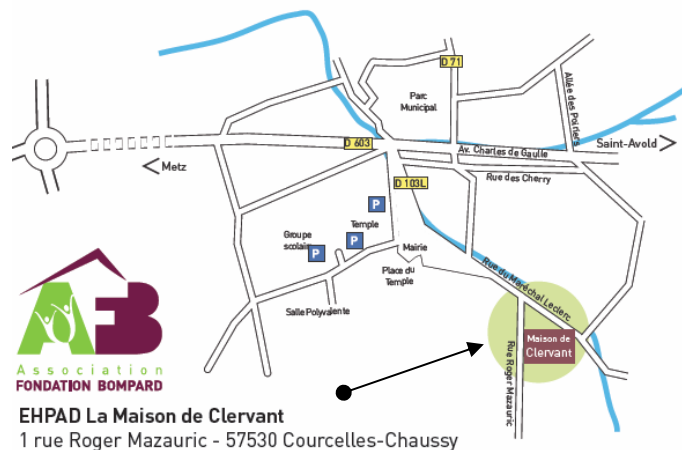 D 71
Parc
Municipal
Allée des Poiriers
D 603
Av. Charles de Gaulle
Saint-Avold
Metz
Rue des Cherry
D 103L
P
Temple
Groupe
scolaire
P
P
Mairie
Place du
Temple
Rue du Maréchal Leclerc
Salle Polyvalente
Maison de
Clervant
Rue Roger Mazauric
AFB
Association
FONDATION BOMPARD
EHPAD La Maison de Clervant
1 rue Roger Mazauric - 57530 Courcelles-Chaussy